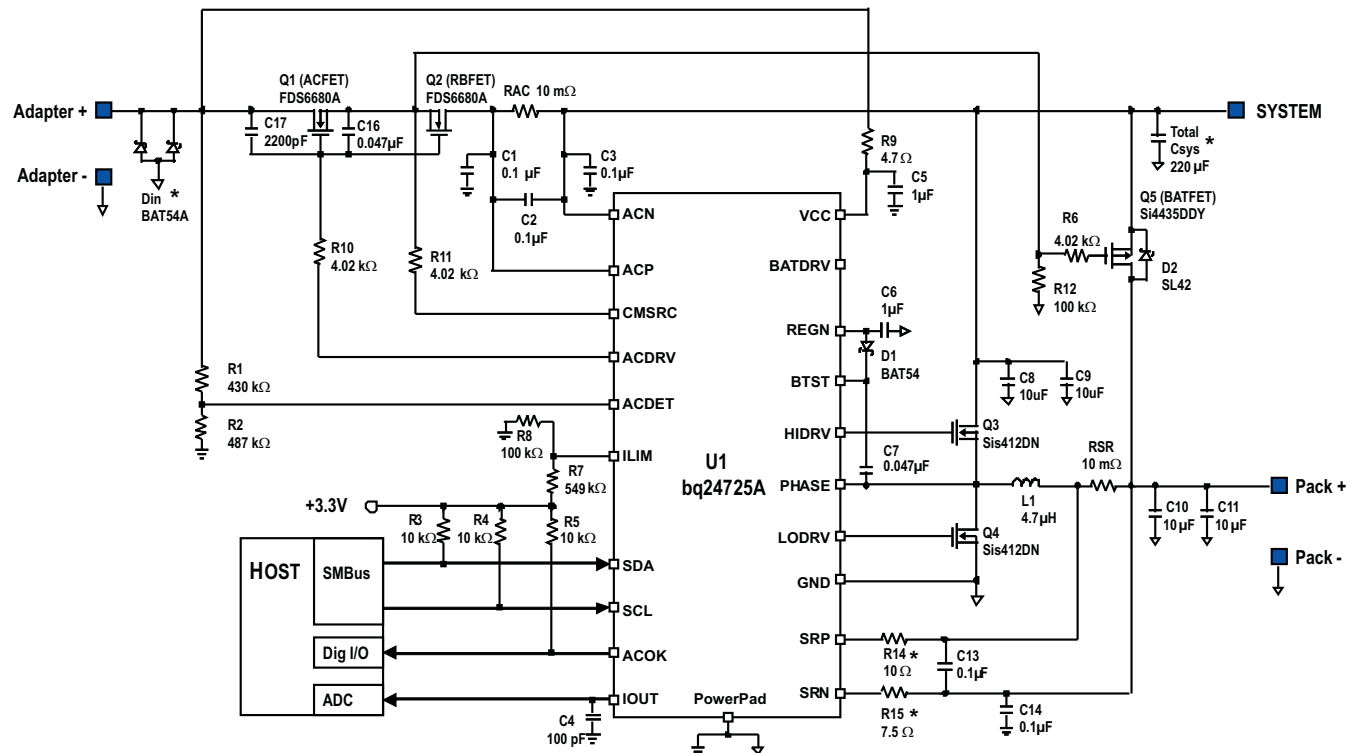 Adapter +
Adapter -
Din *
BAT54A
Q1 (ACFET)
FDS6680A
C17
2200pF
C16
0.047µF
Q2 (RBFET)
FDS6680A
RAC 10 mΩ
C1
0.1 µF
C2
0.1µF
C3
0.1µF
R10
4.02 kΩ
R11
4.02 kΩ
R1
430 kΩ
R2
487 kΩ
R8
100 kΩ
R7
549 kΩ
+3.3V
R3
10 kΩ
R4
10 kΩ
R5
10 kΩ
HOST
SMBus
Dig I/O
ADC
C4
100 pF
ACN
ACP
CMSRC
ACDRV
ACDET
ILIM
SDA
SCL
ACOK
IOUT
U1
bq24725A
PowerPad
VCC
BATDRV
REGN
BTST
HIDRV
PHASE
LODRV
GND
SRP
SRN
R9
4.7 Ω
C5
1µF
C6
1µF
D1
BAT54
C7
0.047µF
Q3
Sis412DN
Q4
Sis412DN
C8
10uF
C9
10uF
L1
4.7µH
RSR
10 mΩ
R14 *
10 Ω
C13
0.1µF
R15 *
7.5 Ω
C14
0.1µF
C10
10 µF
C11
10 µF
R6
4.02 kΩ
R12
100 kΩ
Q5 (BATFET)
Si4435DDY
D2
SL42
Total
Csys *
220 µF
SYSTEM
Pack +
Pack -